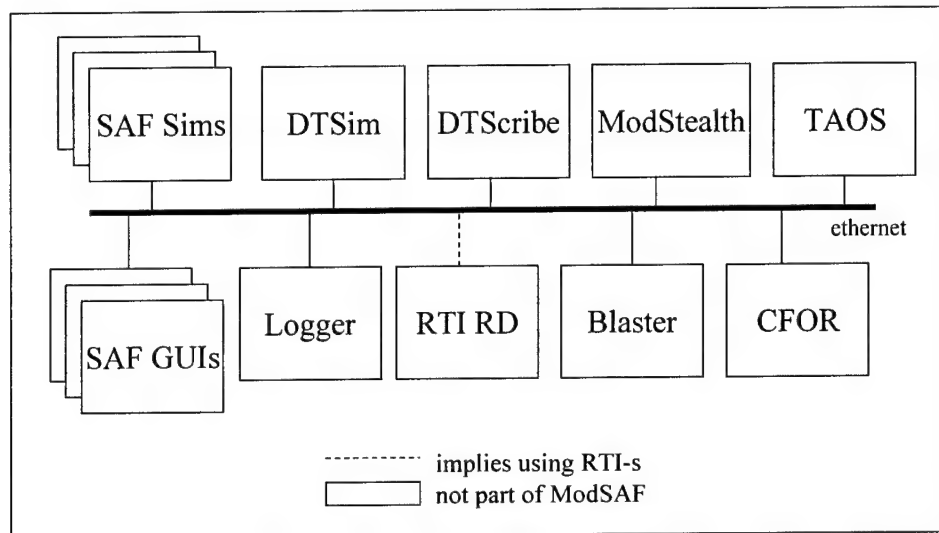 SAF Sims
DTSim
DTScribe
ModStealth
TAOS
ethernet
SAF GUIs
Logger
RTI RD
Blaster
CFOR
implies using RTI-s
not part of ModSAF